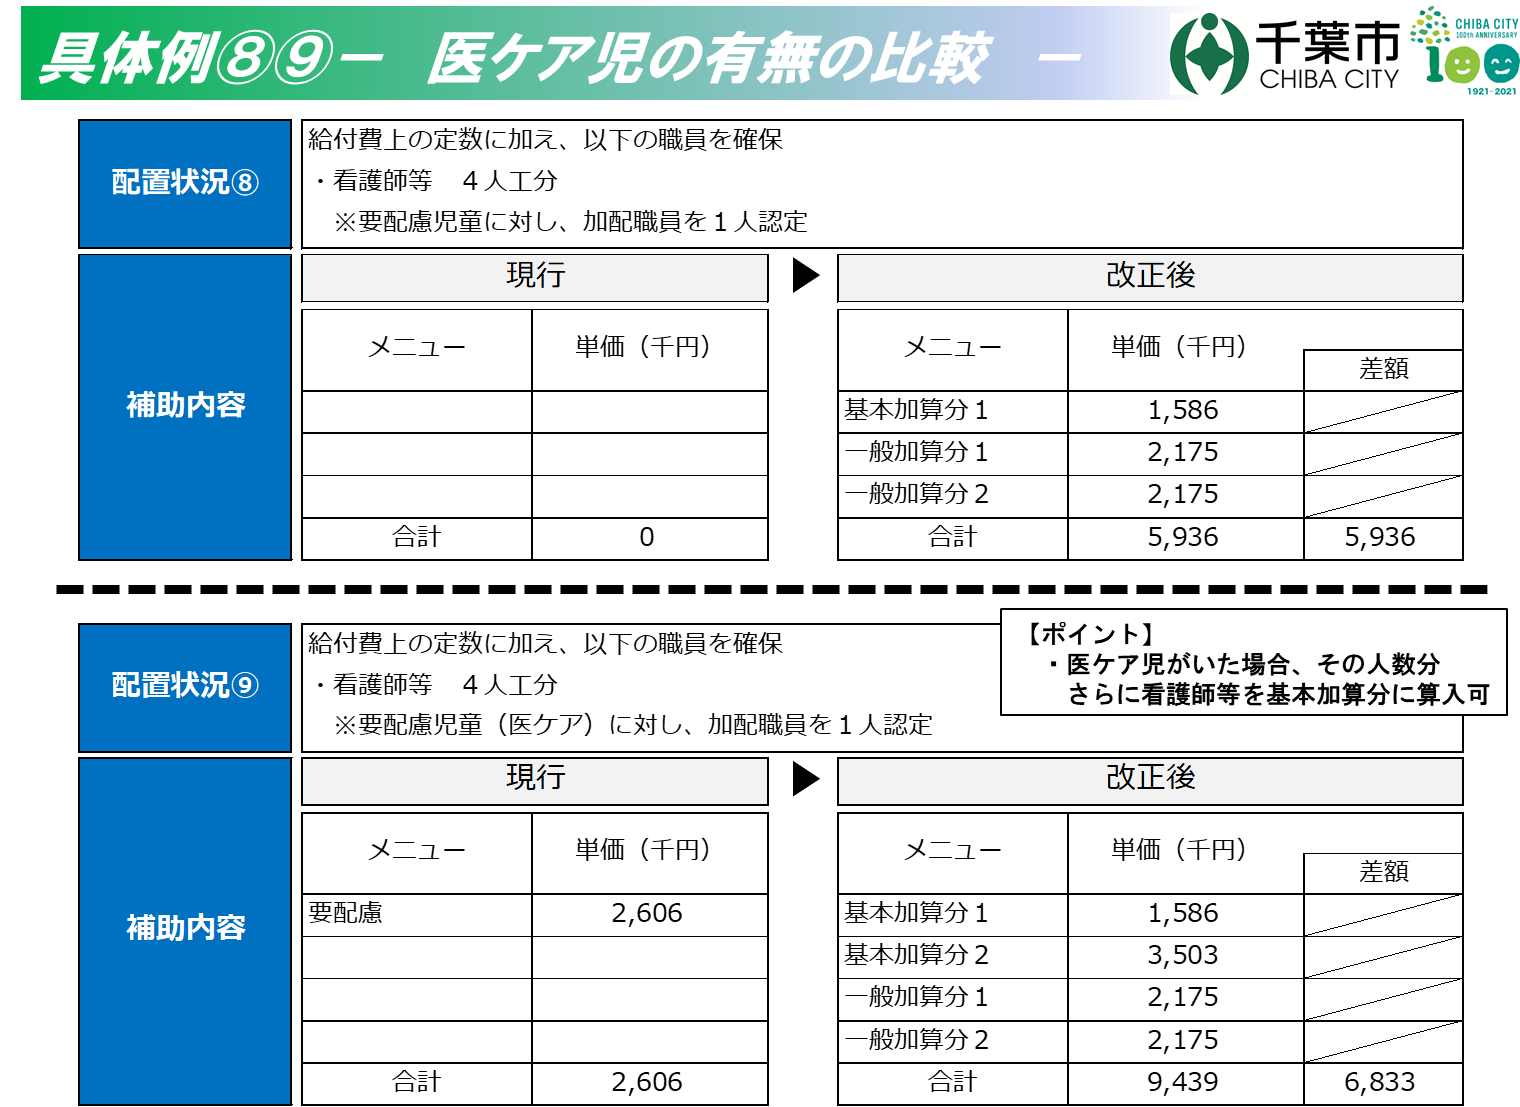 具体例⑧⑨－　医ケア児の有無の比較　－
千葉市
CHIBA CITY
CHIBA CITY
100th ANNIVERSARY
100
1921-2021
配置状況⑧
給付費上の定数に加え、以下の職員を確保
・看護師等　４人工分
※要配慮児童に対し、加配職員を１人認定
補助内容
現行
▶
改正後
メニュー 単価（千円）
メニュー 単価（千円）
差額
基本加算分１ 1,586
一般加算分１ 2,175
一般加算分２ 2,175
合計 0
合計 5,936 5,936
配置状況⑨
給付費上の定数に加え、以下の職員を確保
・看護師等　４人工分
※要配慮児童（医ケア）に対し、加配職員を１人認定
【ポイント】
・医ケア児がいた場合、その人数分
さらに看護師等を基本加算分に算入可
補助内容
現行
▶
改正後
メニュー 単価（千円）
メニュー 単価（千円）
差額
要配慮 2,606
基本加算分１ 1,586
基本加算分２ 3,503
一般加算分１ 2,175
一般加算分２ 2,175
合計 2,606
合計 9,439 6,833